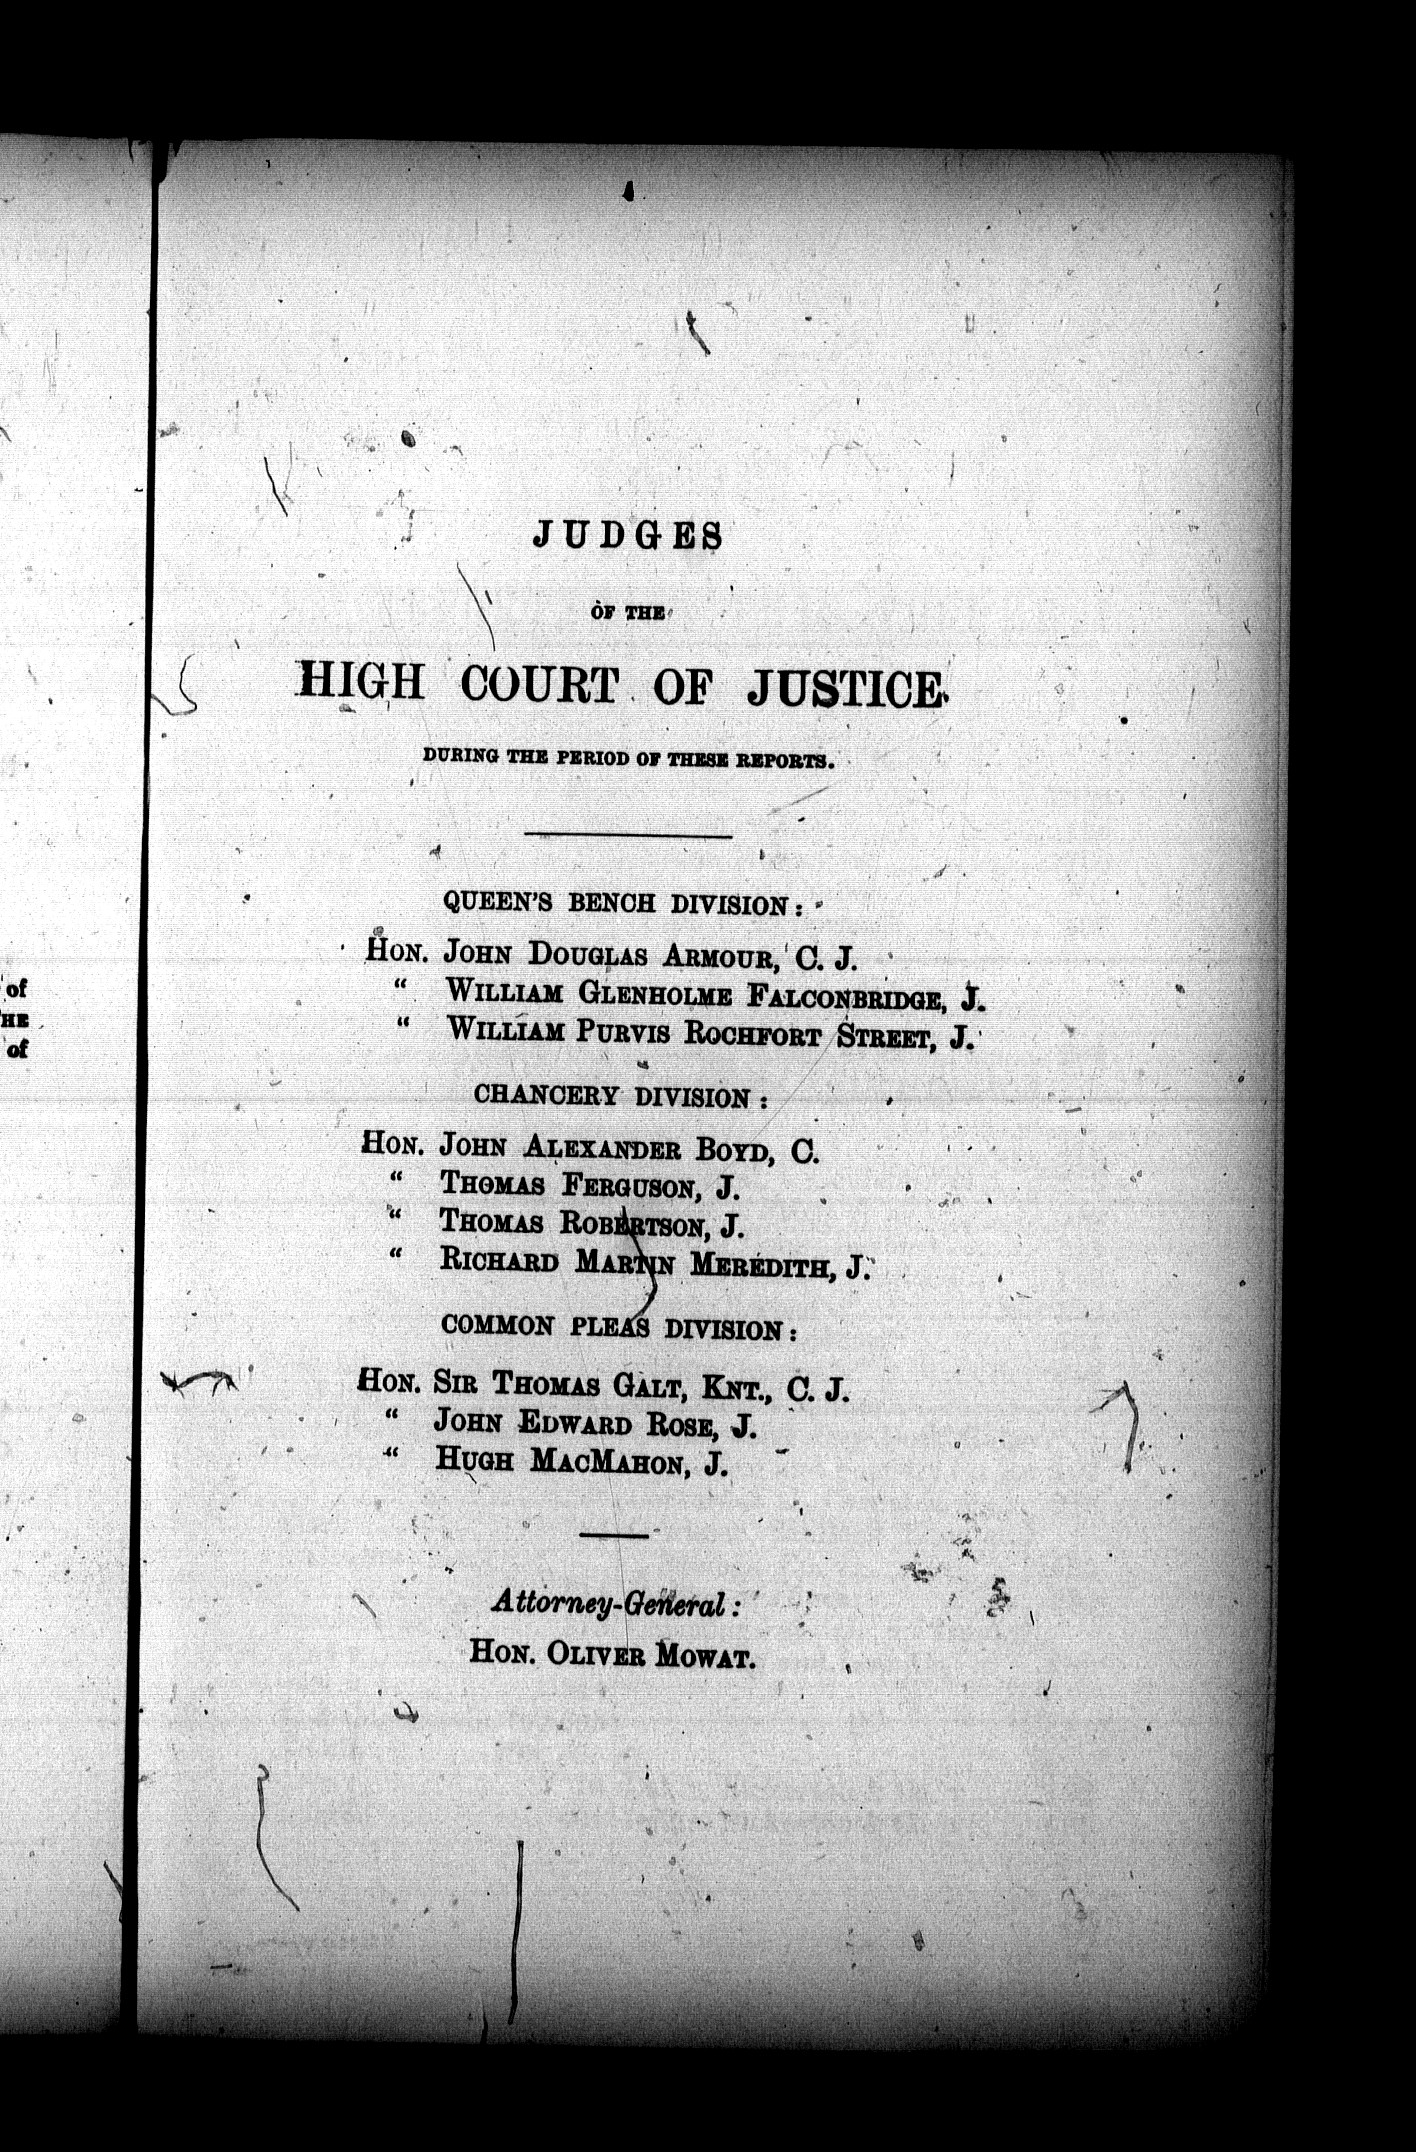 JUDGES
OF THE
HIGH COURT OF JUSTICE
DURING THE PERIOD OF THESE REPORTS.
QUEEN'S BENCH DIVISION:
HON. JOHN DOUGLAS ARMOUR, C. J.
" WILLIAM GLENHOLME FALCONBRIDGE, J.
" WILLIAM PURVIS ROCHFORT STREET, J.
CHANCERY DIVISION:
HON. JOHN ALEXANDER BOYD, C.
" THOMAS FERGUSON, J.
" THOMAS ROBERTSON, J.
" RICHARD MARTIN MEREDITH, J.
COMMON PLEAS DIVISION:
HON. SIR THOMAS GALT, KNT., C. J.
" JOHN EDWARD ROSE, J.
" HUGH MACMAHON, J.
Attorney-General:
HON. OLIVER MOWAT.
of
HE
of